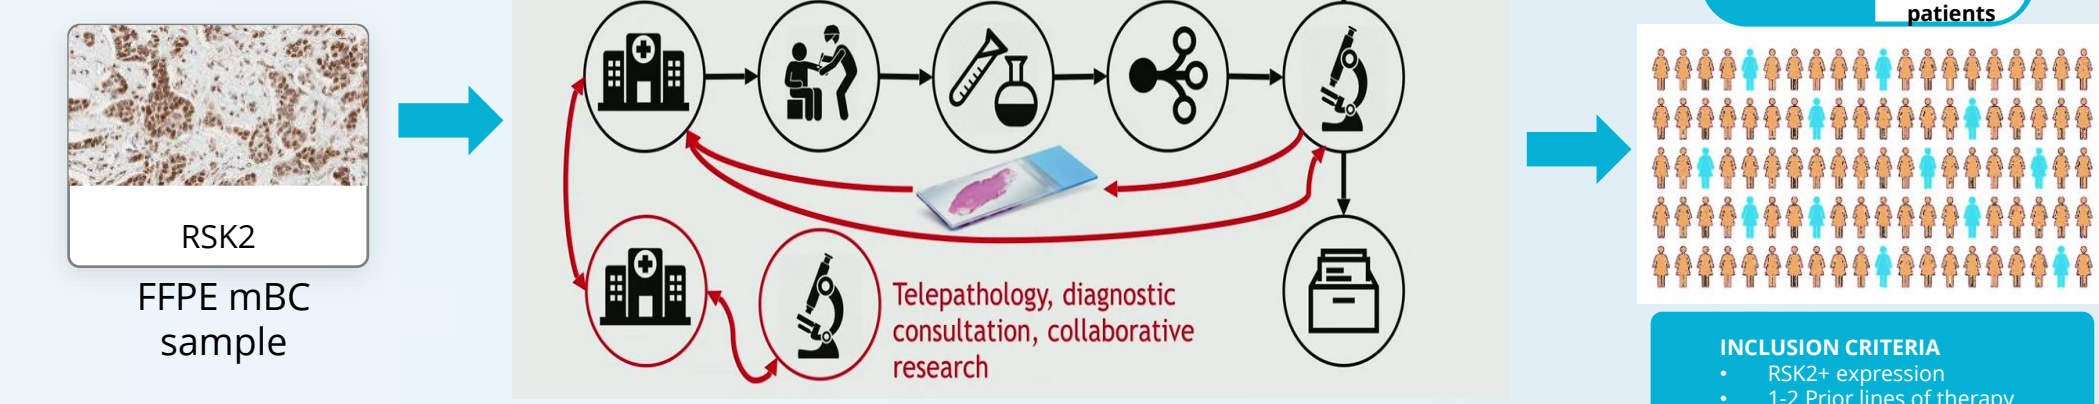 RSK2
FFPE mBC
sample
Telepathology, diagnostic
consultation, collaborative
research
patients
INCLUSION CRITERIA
• RSK2+ expression
• 1-2 Prior lines of therapy